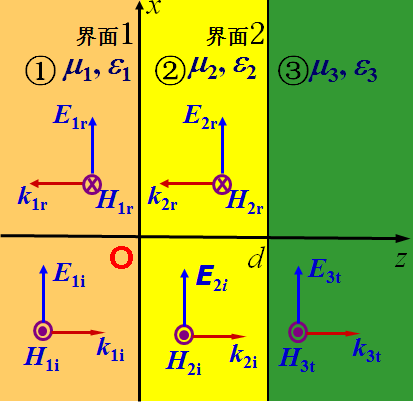 x
界面1 界面2
① μ₁, ε₁ ② μ₂, ε₂ ③ μ₃, ε₃
E₁ᵣ E₂ᵣ
k₁ᵣ H₁ᵣ k₂ᵣ H₂ᵣ
O d z
E₁ᵢ E₂ᵢ E₃ₜ
H₁ᵢ k₁ᵢ H₂ᵢ k₂ᵢ H₃ₜ k₃ₜ